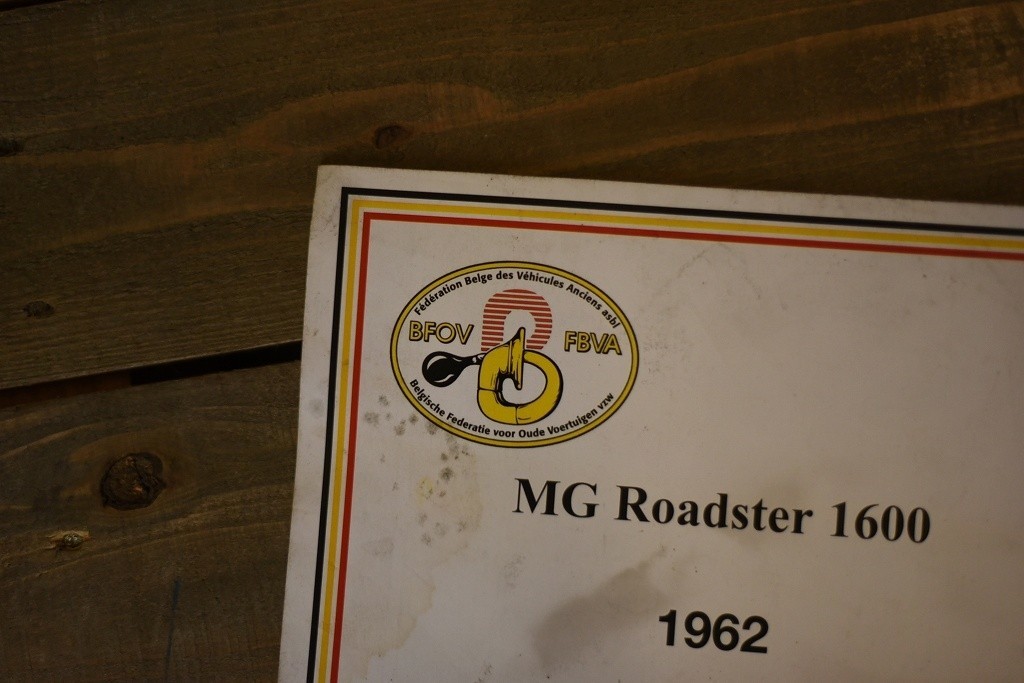 Fédération Belge des Véhicules Anciens asbl
BFOV FBVA
Belgische Federatie voor Oude Voertuigen vzw
MG Roadster 1600
1962